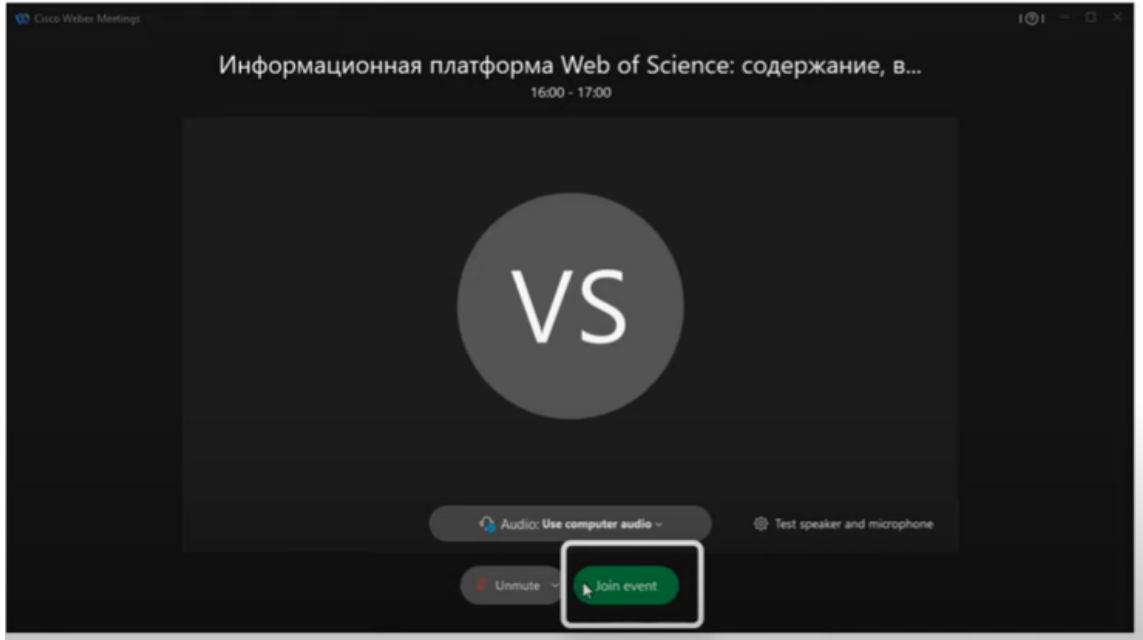 Cisco Webex Meetings
Информационная платформа Web of Science: содержание, в...
16:00 - 17:00
VS
Audio: Use computer audio
Test speaker and microphone
Unmute
Join event